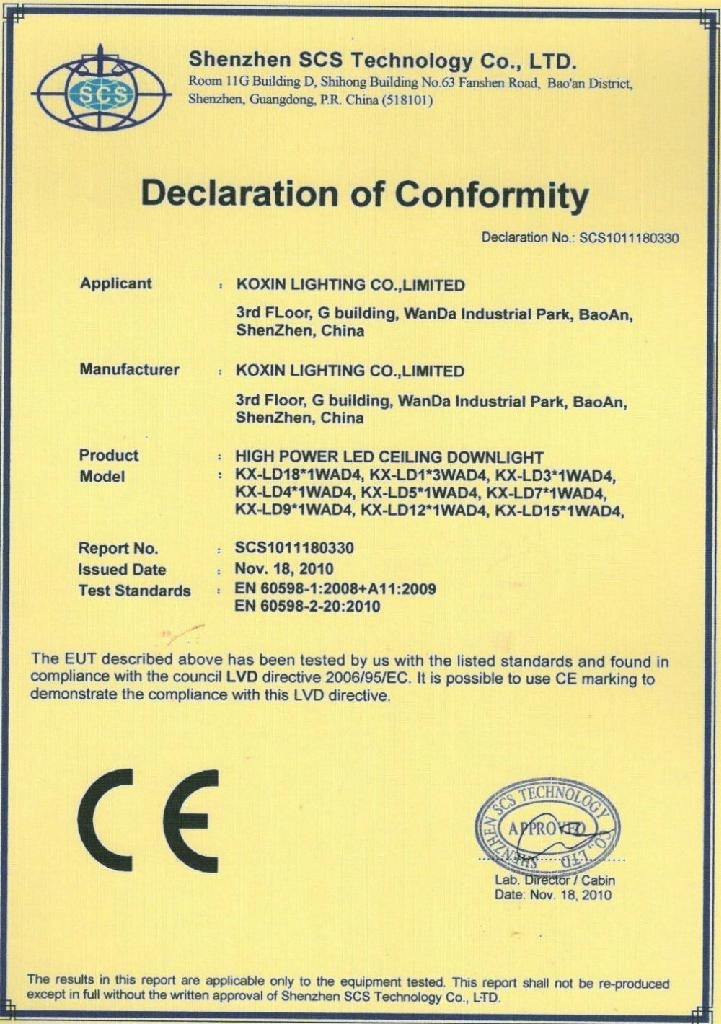 SCS
Shenzhen SCS Technology Co., LTD.
Room 11G Building D, Shihong Building No.63 Fanshen Road, Bao'an District,
Shenzhen, Guangdong, P.R. China (518101)
Declaration of Conformity
Declaration No.: SCS1011180330
Applicant : KOXIN LIGHTING CO.,LIMITED
3rd FLoor, G building, WanDa Industrial Park, BaoAn,
ShenZhen, China
Manufacturer : KOXIN LIGHTING CO.,LIMITED
3rd Floor, G building, WanDa Industrial Park, BaoAn,
ShenZhen, China
Product : HIGH POWER LED CEILING DOWNLIGHT
Model : KX-LD18*1WAD4, KX-LD1*3WAD4, KX-LD3*1WAD4,
KX-LD4*1WAD4, KX-LD5*1WAD4, KX-LD7*1WAD4,
KX-LD9*1WAD4, KX-LD12*1WAD4, KX-LD15*1WAD4,
Report No. : SCS1011180330
Issued Date : Nov. 18, 2010
Test Standards : EN 60598-1:2008+A11:2009
EN 60598-2-20:2010
The EUT described above has been tested by us with the listed standards and found in
compliance with the council LVD directive 2006/95/EC. It is possible to use CE marking to
demonstrate the compliance with this LVD directive.
CE
SHENZHEN SCS TECHNOLOGY CO., LTD.
APPROVED
Lab. Director / Cabin
Date: Nov. 18, 2010
The results in this report are applicable only to the equipment tested. This report shall not be re-produced
except in full without the written approval of Shenzhen SCS Technology Co., LTD.